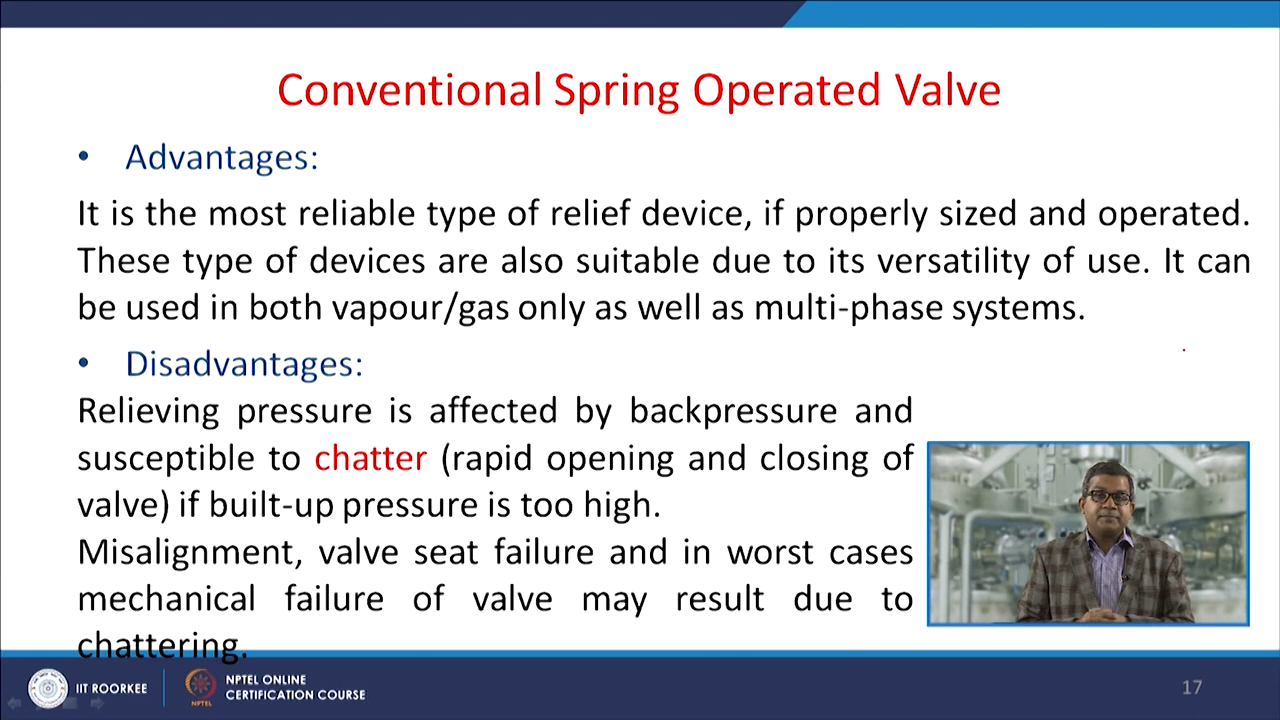 Conventional Spring Operated Valve
• Advantages:
It is the most reliable type of relief device, if properly sized and operated.
These type of devices are also suitable due to its versatility of use. It can
be used in both vapour/gas only as well as multi-phase systems.
• Disadvantages:
Relieving pressure is affected by backpressure and
susceptible to chatter (rapid opening and closing of
valve) if built-up pressure is too high.
Misalignment, valve seat failure and in worst cases
mechanical failure of valve may result due to
chattering.
IIT ROORKEE
NPTEL
NPTEL ONLINE
CERTIFICATION COURSE
17